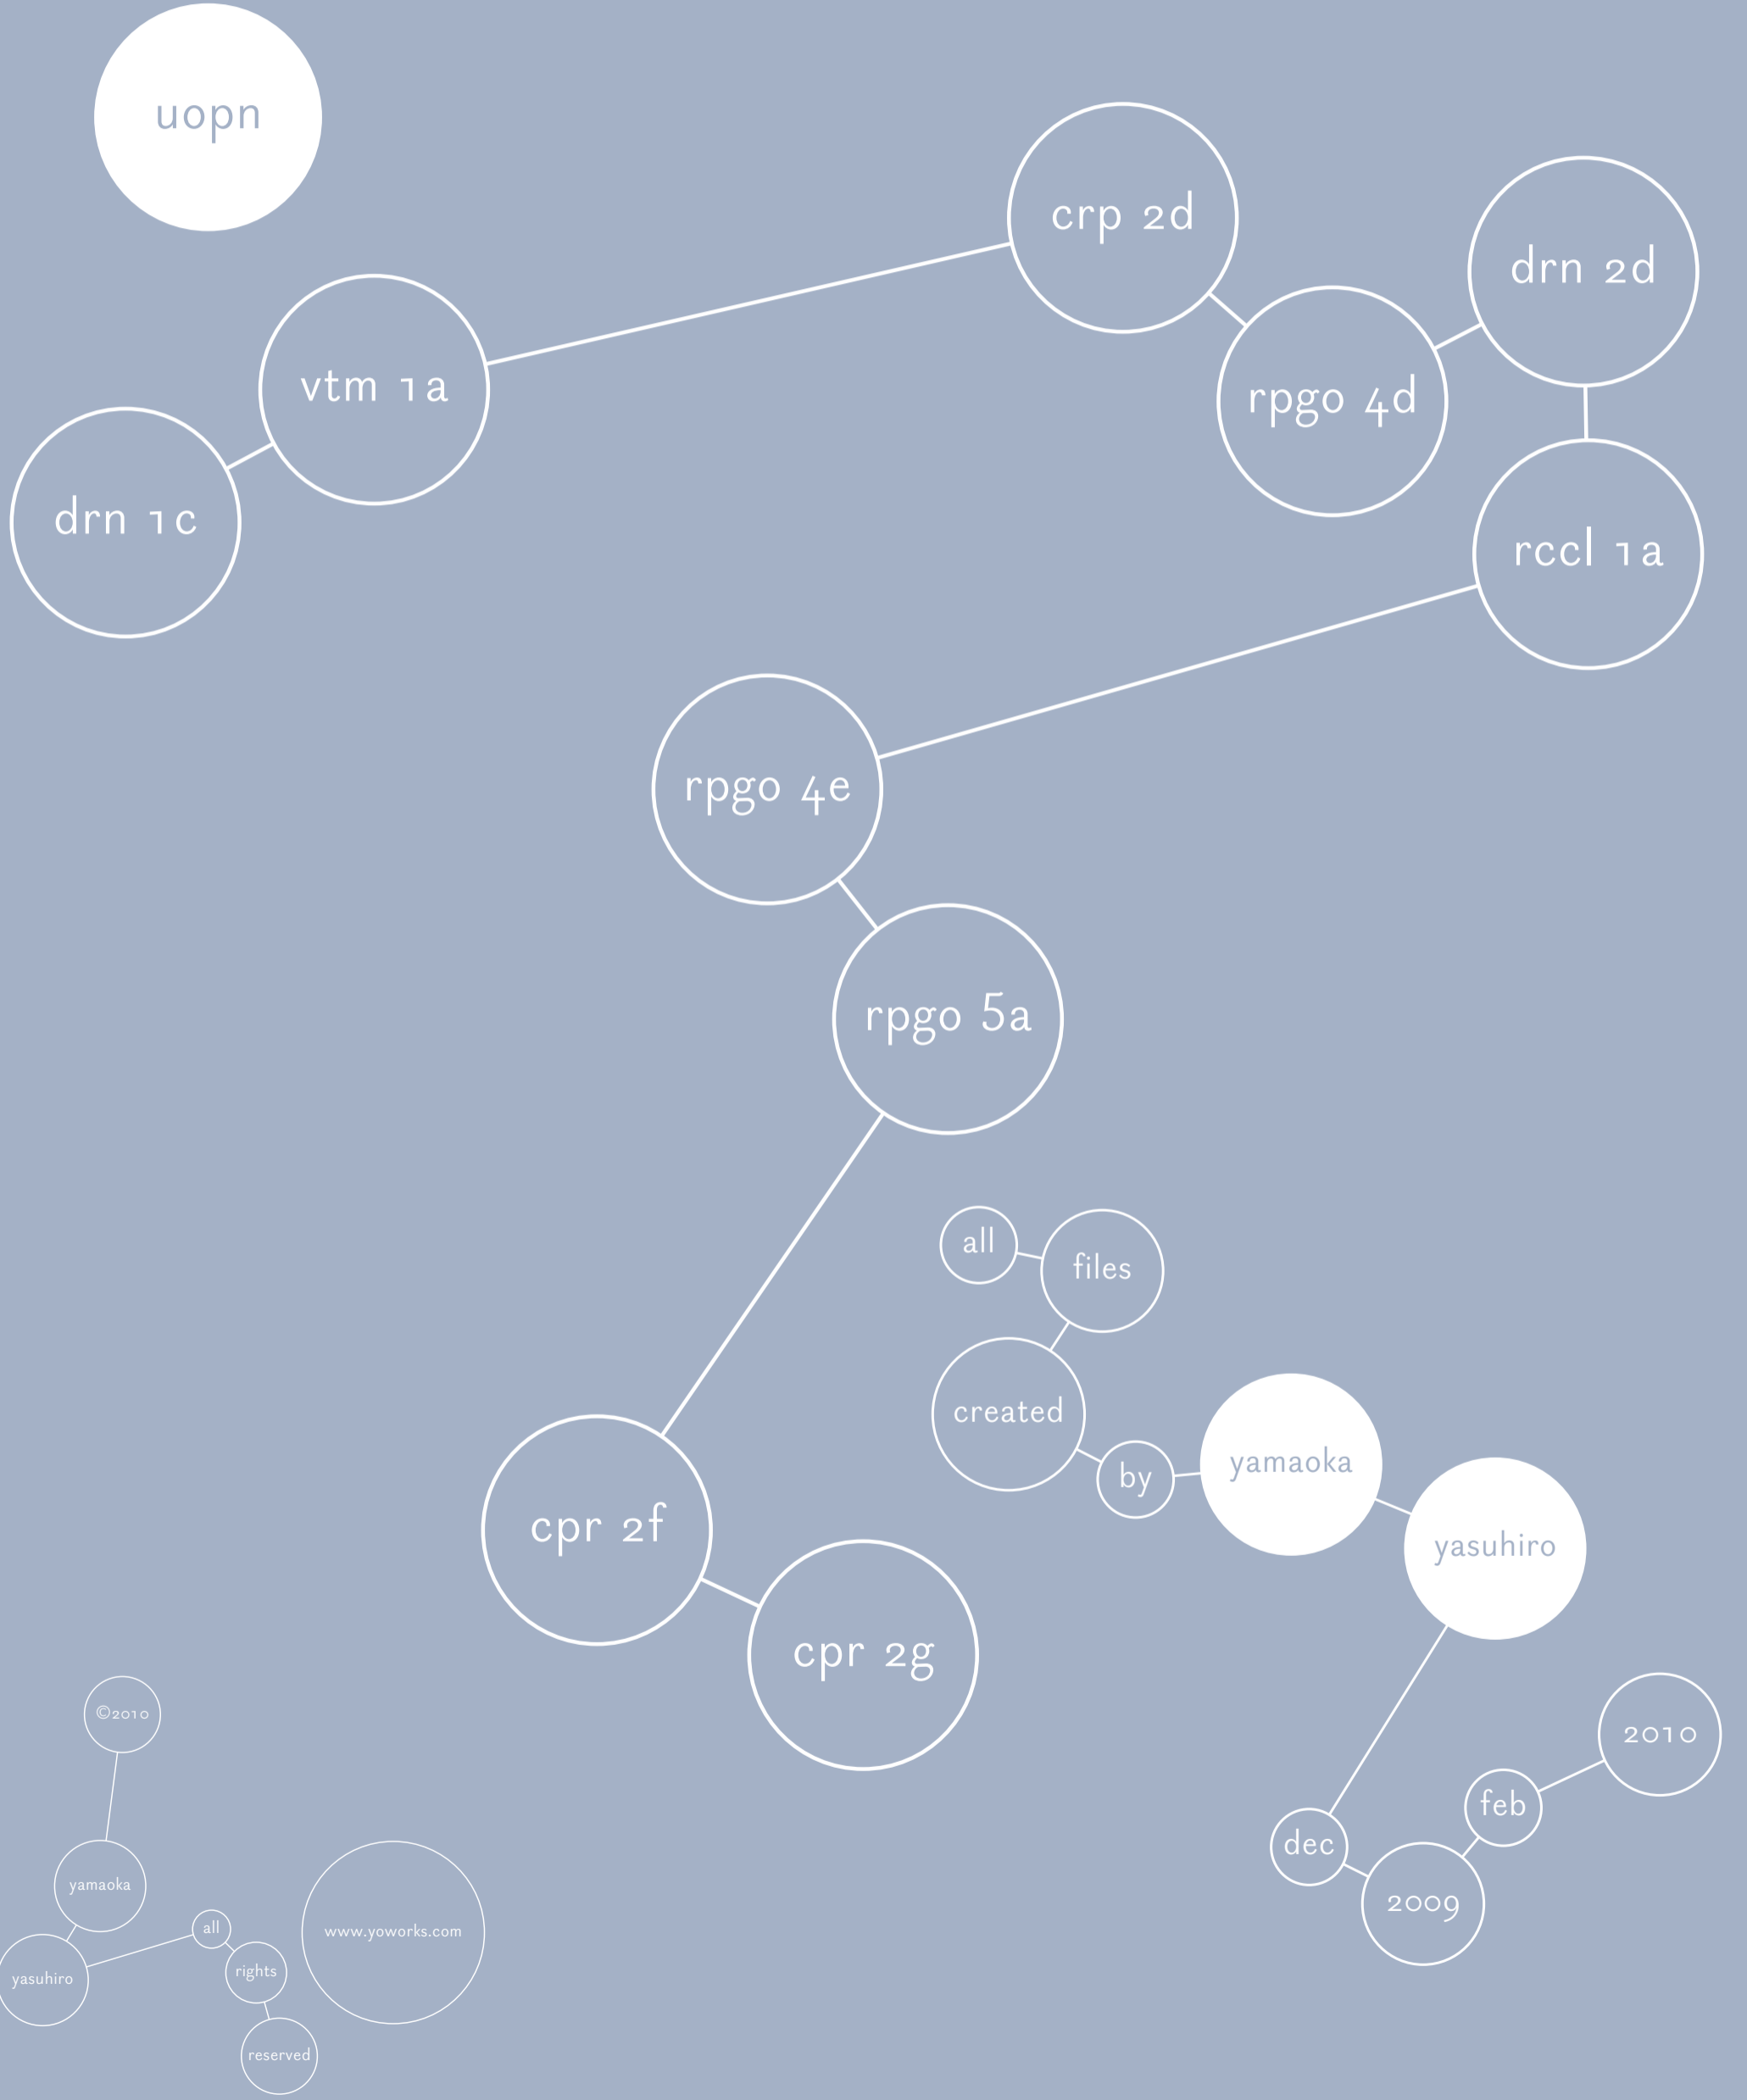 uopn
drn 1c
vtm 1a
crp 2d
rpgo 4d
drn 2d
rccl 1a
rpgo 4e
rpgo 5a
cpr 2f
cpr 2g
all
files
created
by
yamaoka
yasuhiro
dec
2009
feb
2010
©2010
yamaoka
yasuhiro
all
rights
reserved
www.yoworks.com